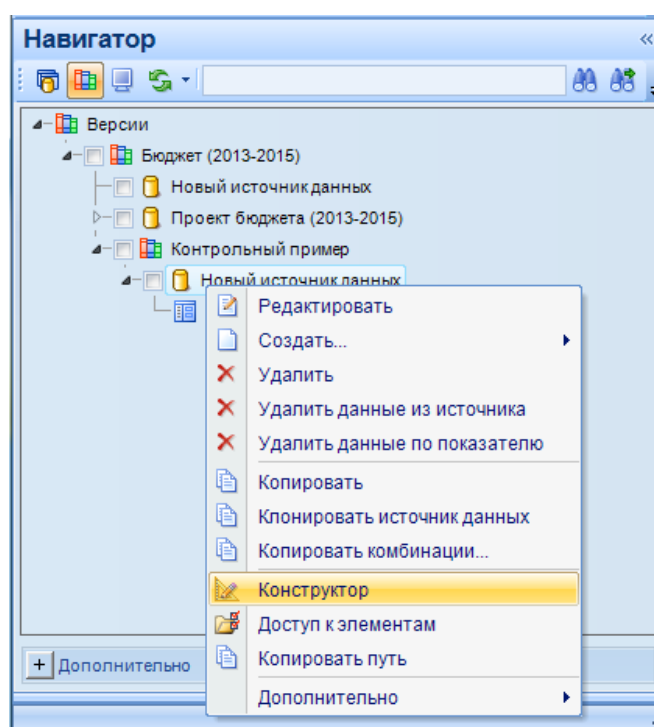 Навигатор
Версии
Бюджет (2013-2015)
Новый источник данных
Проект бюджета (2013-2015)
Контрольный пример
Новый источник данных
Редактировать
Создать...
Удалить
Удалить данные из источника
Удалить данные по показателю
Копировать
Клонировать источник данных
Копировать комбинации...
Конструктор
Доступ к элементам
Копировать путь
Дополнительно
+ Дополнительно